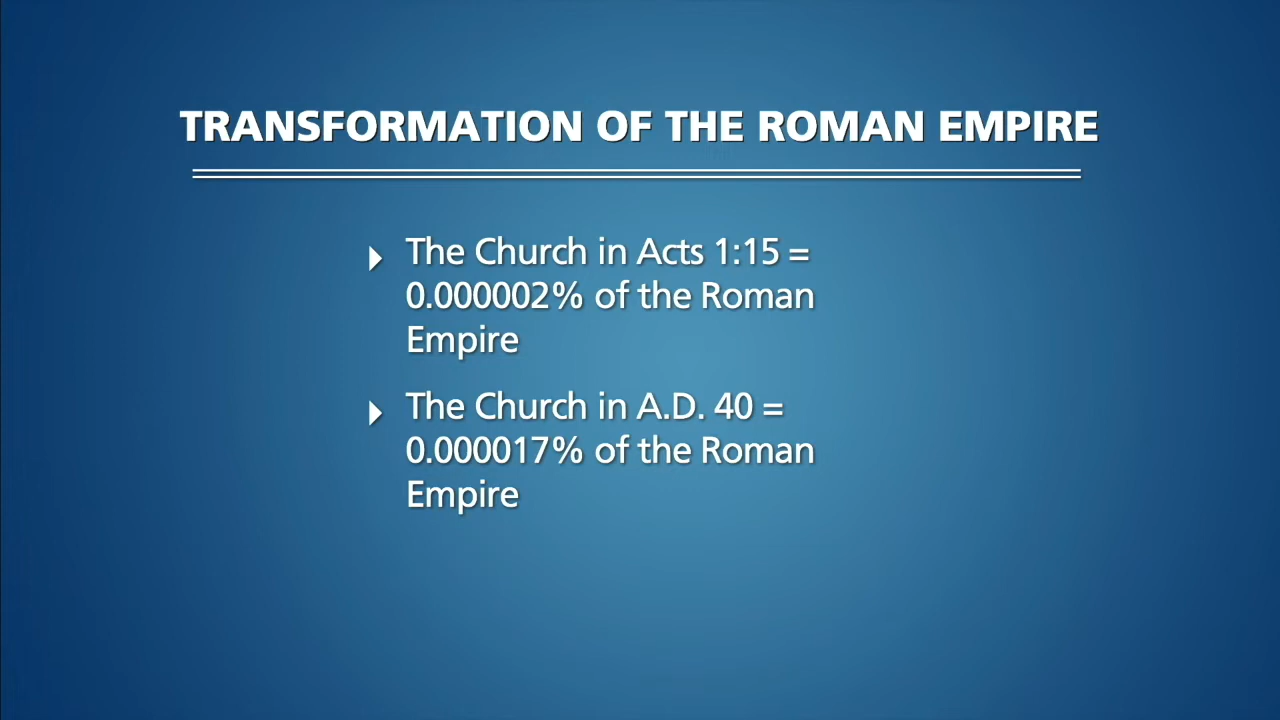 TRANSFORMATION OF THE ROMAN EMPIRE
The Church in Acts 1:15 =
0.000002% of the Roman
Empire
The Church in A.D. 40 =
0.000017% of the Roman
Empire